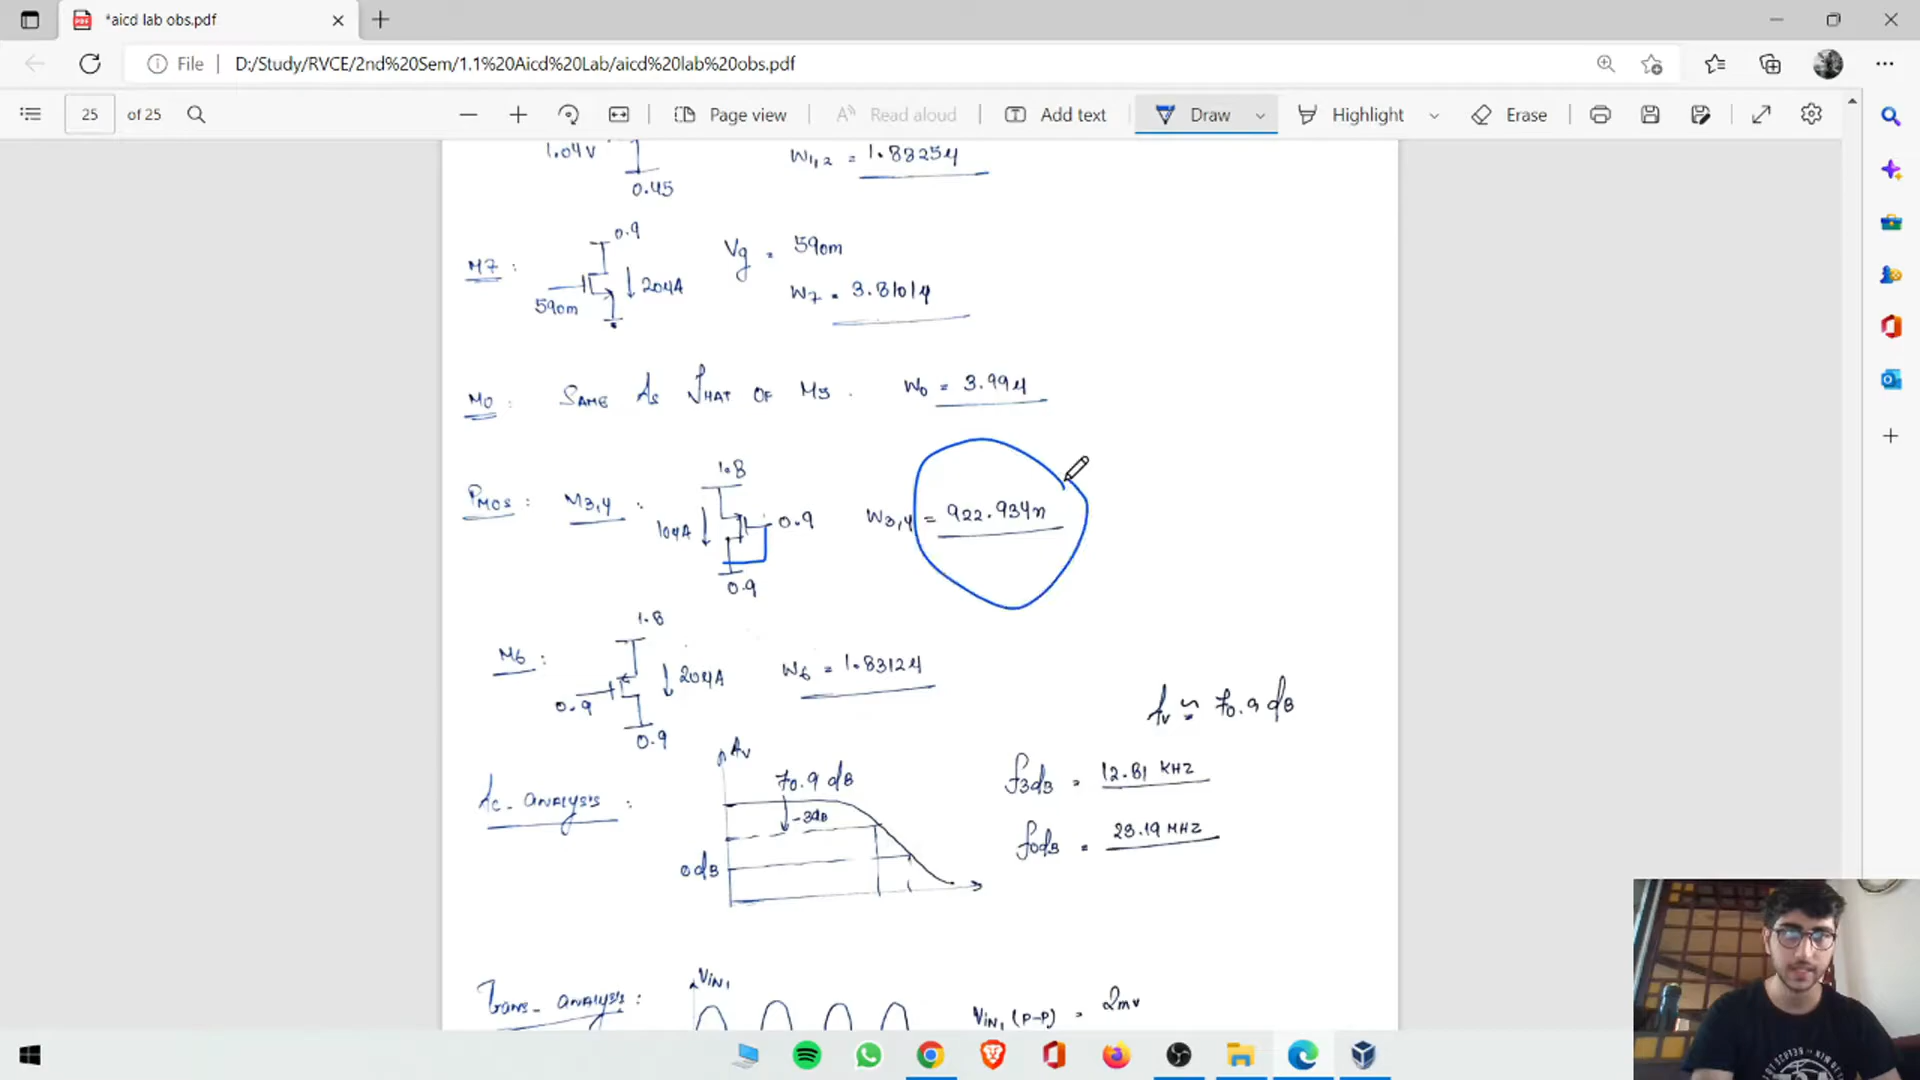 *aicd lab obs.pdf
File
D:/Study/RVCE/2nd%20Sem/1.1%20Aicd%20Lab/aicd%20lab%20obs.pdf
25 of 25
Page view
Read aloud
Add text
Draw
Highlight
Erase
1.04V
0.45
W1,2 = 1.8325μ
M7 :
0.9
20μA
590m
Vg = 590m
W7 = 3.8101μ
M0 : SAME AS THAT OF M5. W0 = 3.99μ
PMOS : M3,4 :
1.8
10μA
0.9
0.9
W3,4 = 922.934n
M6 :
1.8
20μA
0.9
0.9
W6 = 1.8312μ
Av ≃ 70.9 dB
AC-ANALYSIS :
Av
70.9 dB
-3dB
0dB
f3dB = 12.81 KHZ
f0dB = 23.19 MHZ
Trans-analysis :
VIN1
VIN1 (P-P) = 2mv